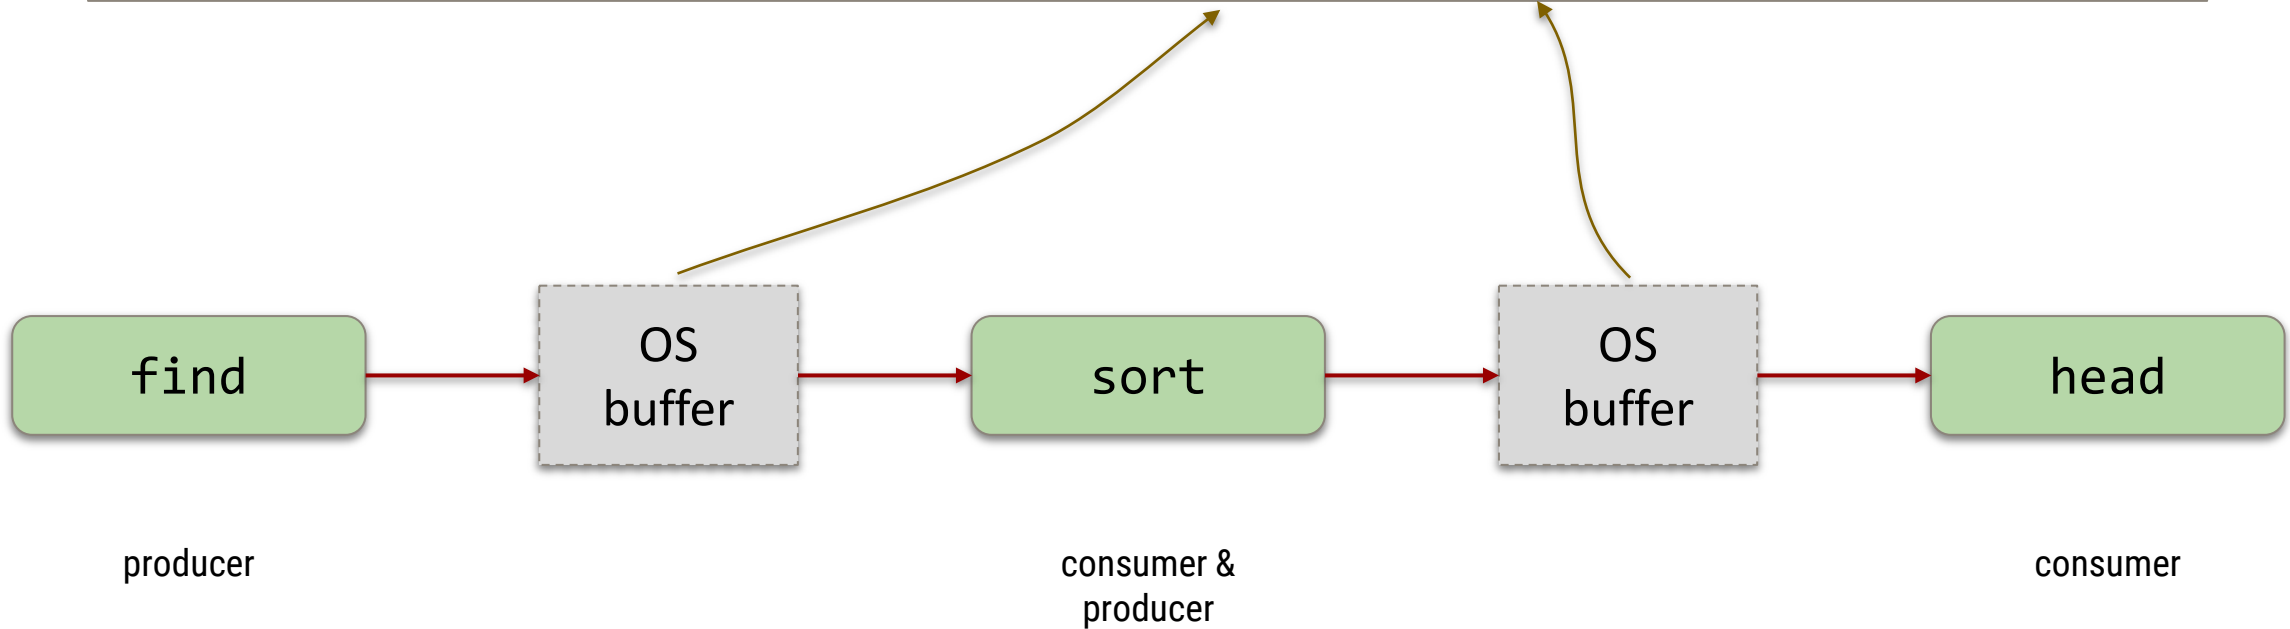 find
OS
buffer
sort
OS
buffer
head
producer
consumer &
producer
consumer